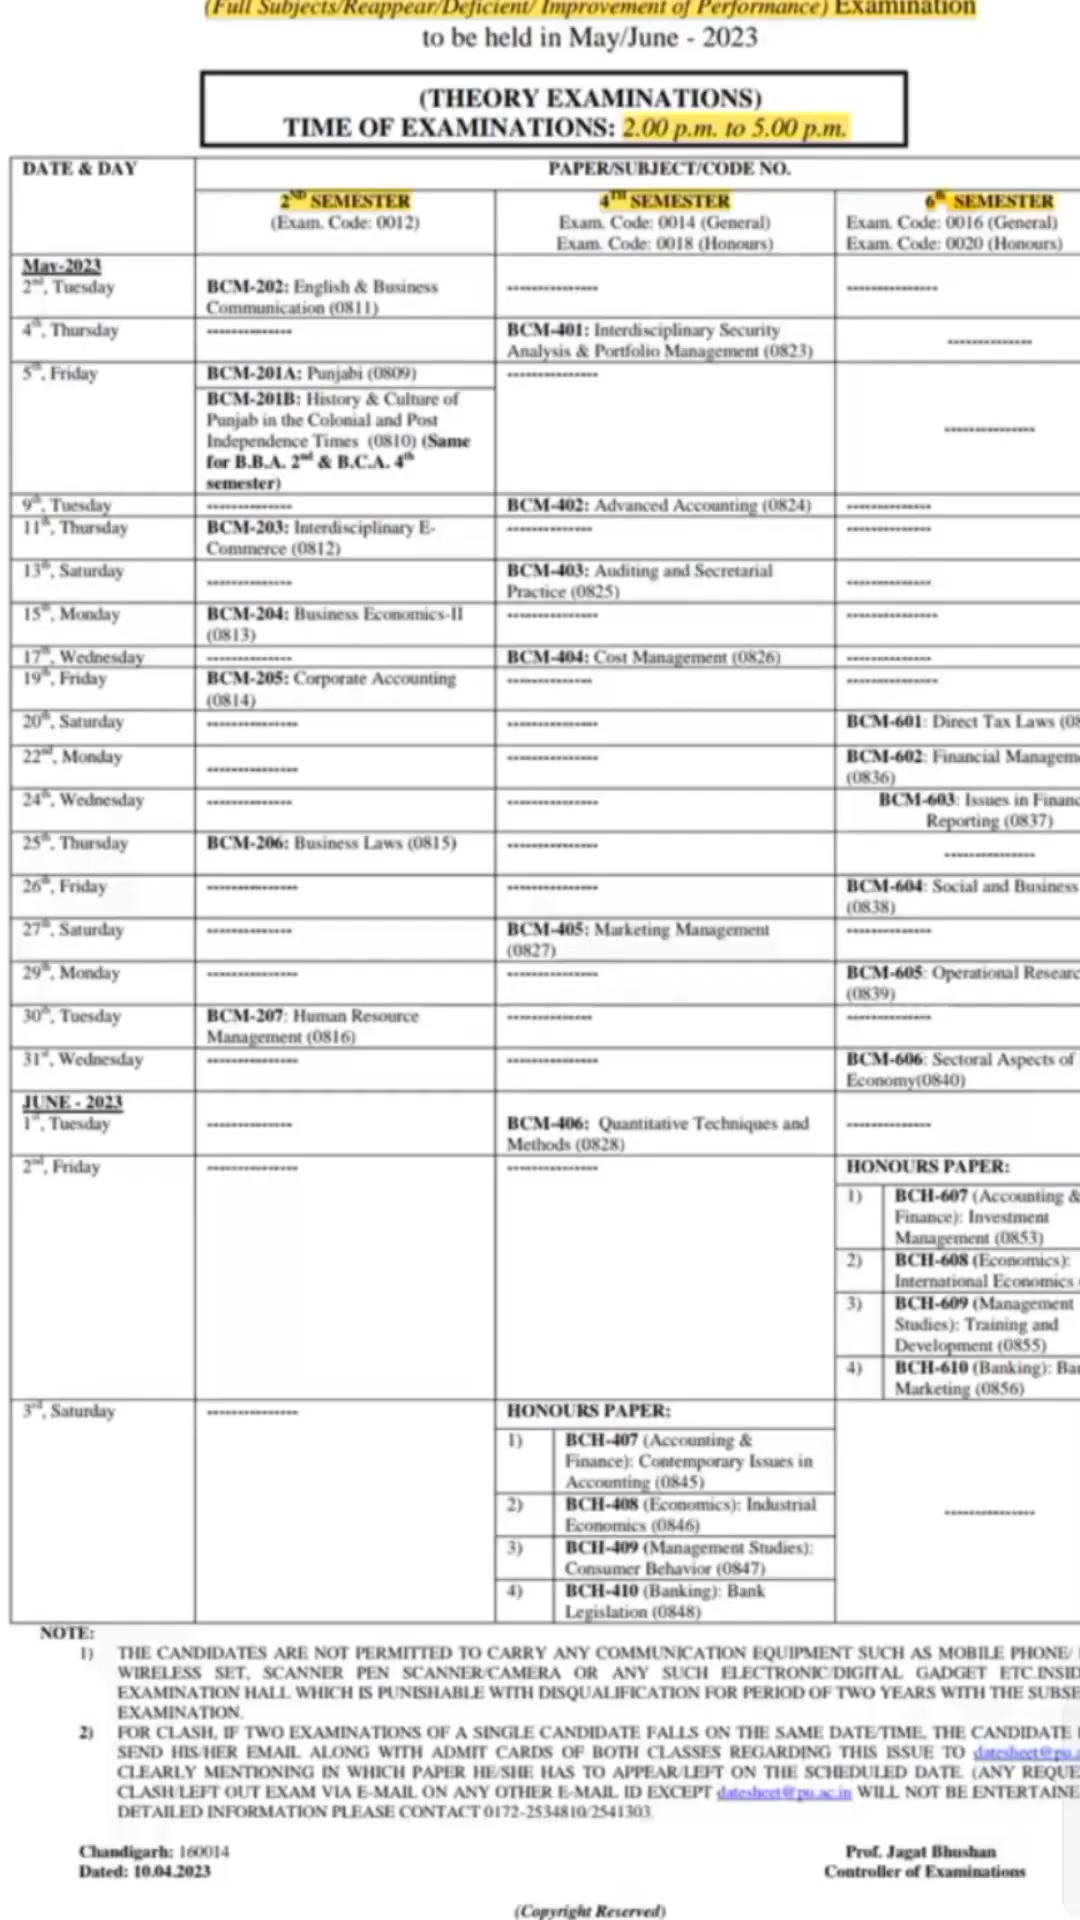 (Full Subjects/Reappear/Deficient/ Improvement of Performance) Examination
to be held in May/June - 2023
(THEORY EXAMINATIONS)
TIME OF EXAMINATIONS: 2.00 p.m. to 5.00 p.m.
DATE & DAY
PAPER/SUBJECT/CODE NO.
2ND SEMESTER
(Exam. Code: 0012)
4TH SEMESTER
Exam. Code: 0014 (General)
Exam. Code: 0018 (Honours)
6th SEMESTER
Exam. Code: 0016 (General)
Exam. Code: 0020 (Honours)
May-2023
2nd, Tuesday
BCM-202: English & Business
Communication (0811)
---------------
---------------
4th, Thursday
--------------
BCM-401: Interdisciplinary Security
Analysis & Portfolio Management (0823)
--------------
5th, Friday
BCM-201A: Punjabi (0809)
BCM-201B: History & Culture of
Punjab in the Colonial and Post
Independence Times (0810) (Same
for B.B.A. 2nd & B.C.A. 4th
semester)
---------------
---------------
9th, Tuesday
--------------
BCM-402: Advanced Accounting (0824)
--------------
11th, Thursday
BCM-203: Interdisciplinary E-
Commerce (0812)
--------------
--------------
13th, Saturday
--------------
BCM-403: Auditing and Secretarial
Practice (0825)
--------------
15th, Monday
BCM-204: Business Economics-II
(0813)
---------------
---------------
17th, Wednesday
--------------
BCM-404: Cost Management (0826)
--------------
19th, Friday
BCM-205: Corporate Accounting
(0814)
--------------
---------------
20th, Saturday
---------------
---------------
BCM-601: Direct Tax Laws (08
22nd, Monday
---------------
---------------
BCM-602: Financial Managem
(0836)
24th, Wednesday
--------------
---------------
BCM-603: Issues in Financ
Reporting (0837)
25th, Thursday
BCM-206: Business Laws (0815)
---------------
---------------
26th, Friday
---------------
---------------
BCM-604: Social and Business
(0838)
27th, Saturday
---------------
BCM-405: Marketing Management
(0827)
--------------
29th, Monday
---------------
---------------
BCM-605: Operational Researc
(0839)
30th, Tuesday
BCM-207: Human Resource
Management (0816)
--------------
--------------
31st, Wednesday
---------------
---------------
BCM-606: Sectoral Aspects of
Economy(0840)
JUNE - 2023
1st, Tuesday
--------------
BCM-406: Quantitative Techniques and
Methods (0828)
--------------
2nd, Friday
---------------
---------------
HONOURS PAPER:
1) BCH-607 (Accounting &
Finance): Investment
Management (0853)
2) BCH-608 (Economics):
International Economics
3) BCH-609 (Management
Studies): Training and
Development (0855)
4) BCH-610 (Banking): Ban
Marketing (0856)
3rd, Saturday
---------------
HONOURS PAPER:
1) BCH-407 (Accounting &
Finance): Contemporary Issues in
Accounting (0845)
2) BCH-408 (Economics): Industrial
Economics (0846)
3) BCH-409 (Management Studies):
Consumer Behavior (0847)
4) BCH-410 (Banking): Bank
Legislation (0848)
---------------
NOTE:
1) THE CANDIDATES ARE NOT PERMITTED TO CARRY ANY COMMUNICATION EQUIPMENT SUCH AS MOBILE PHONE/
WIRELESS SET, SCANNER PEN SCANNER/CAMERA OR ANY SUCH ELECTRONIC/DIGITAL GADGET ETC.INSID
EXAMINATION HALL WHICH IS PUNISHABLE WITH DISQUALIFICATION FOR PERIOD OF TWO YEARS WITH THE SUBSE
EXAMINATION.
2) FOR CLASH, IF TWO EXAMINATIONS OF A SINGLE CANDIDATE FALLS ON THE SAME DATE/TIME, THE CANDIDATE
SEND HIS/HER EMAIL ALONG WITH ADMIT CARDS OF BOTH CLASSES REGARDING THIS ISSUE TO datesheet@pu.a
CLEARLY MENTIONING IN WHICH PAPER HE/SHE HAS TO APPEAR/LEFT ON THE SCHEDULED DATE. (ANY REQUE
CLASH/LEFT OUT EXAM VIA E-MAIL ON ANY OTHER E-MAIL ID EXCEPT datesheet@pu.ac.in WILL NOT BE ENTERTAINE
DETAILED INFORMATION PLEASE CONTACT 0172-2534810/2541303.
Chandigarh: 160014
Dated: 10.04.2023
Prof. Jagat Bhushan
Controller of Examinations
(Copyright Reserved)